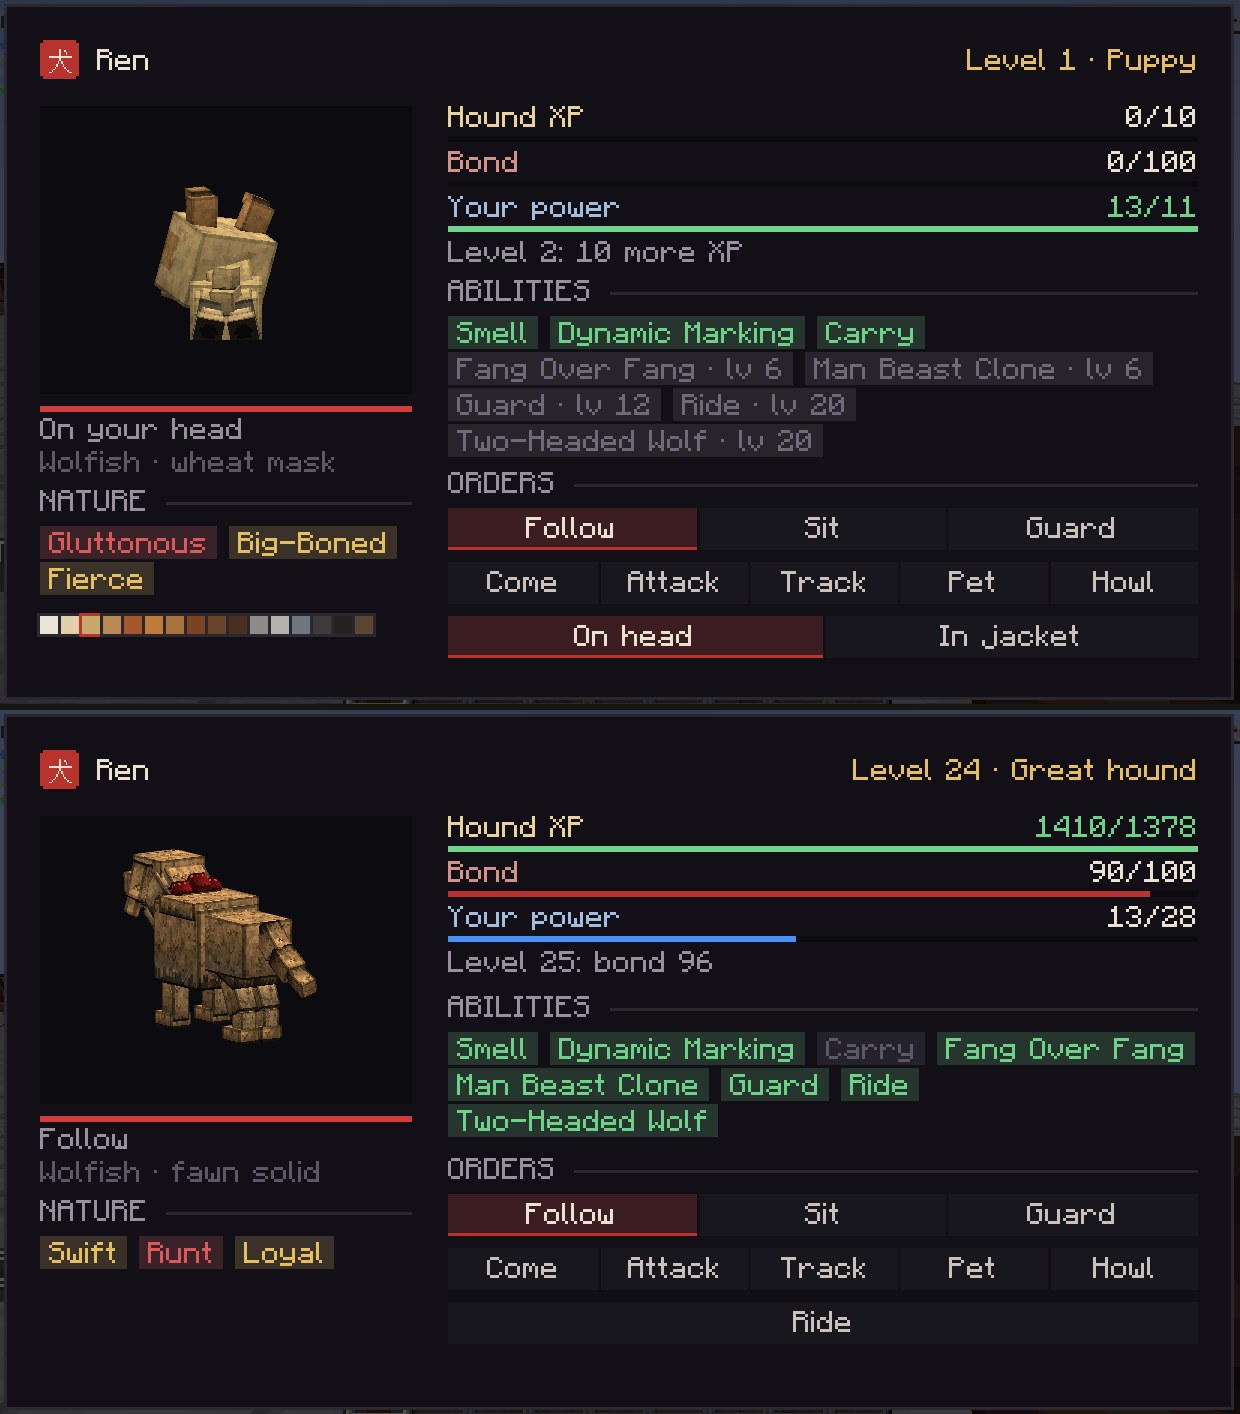 犬 Ren
Level 1 · Puppy
On your head
Wolfish · wheat mask
NATURE
Gluttonous Big-Boned
Fierce
Hound XP 0/10
Bond 0/100
Your power 13/11
Level 2: 10 more XP
ABILITIES
Smell Dynamic Marking Carry
Fang Over Fang · lv 6 Man Beast Clone · lv 6
Guard · lv 12 Ride · lv 20
Two-Headed Wolf · lv 20
ORDERS
Follow Sit Guard
Come Attack Track Pet Howl
On head In jacket
犬 Ren
Level 24 · Great hound
Follow
Wolfish · fawn solid
NATURE
Swift Runt Loyal
Hound XP 1410/1378
Bond 90/100
Your power 13/28
Level 25: bond 96
ABILITIES
Smell Dynamic Marking Carry Fang Over Fang
Man Beast Clone Guard Ride
Two-Headed Wolf
ORDERS
Follow Sit Guard
Come Attack Track Pet Howl
Ride